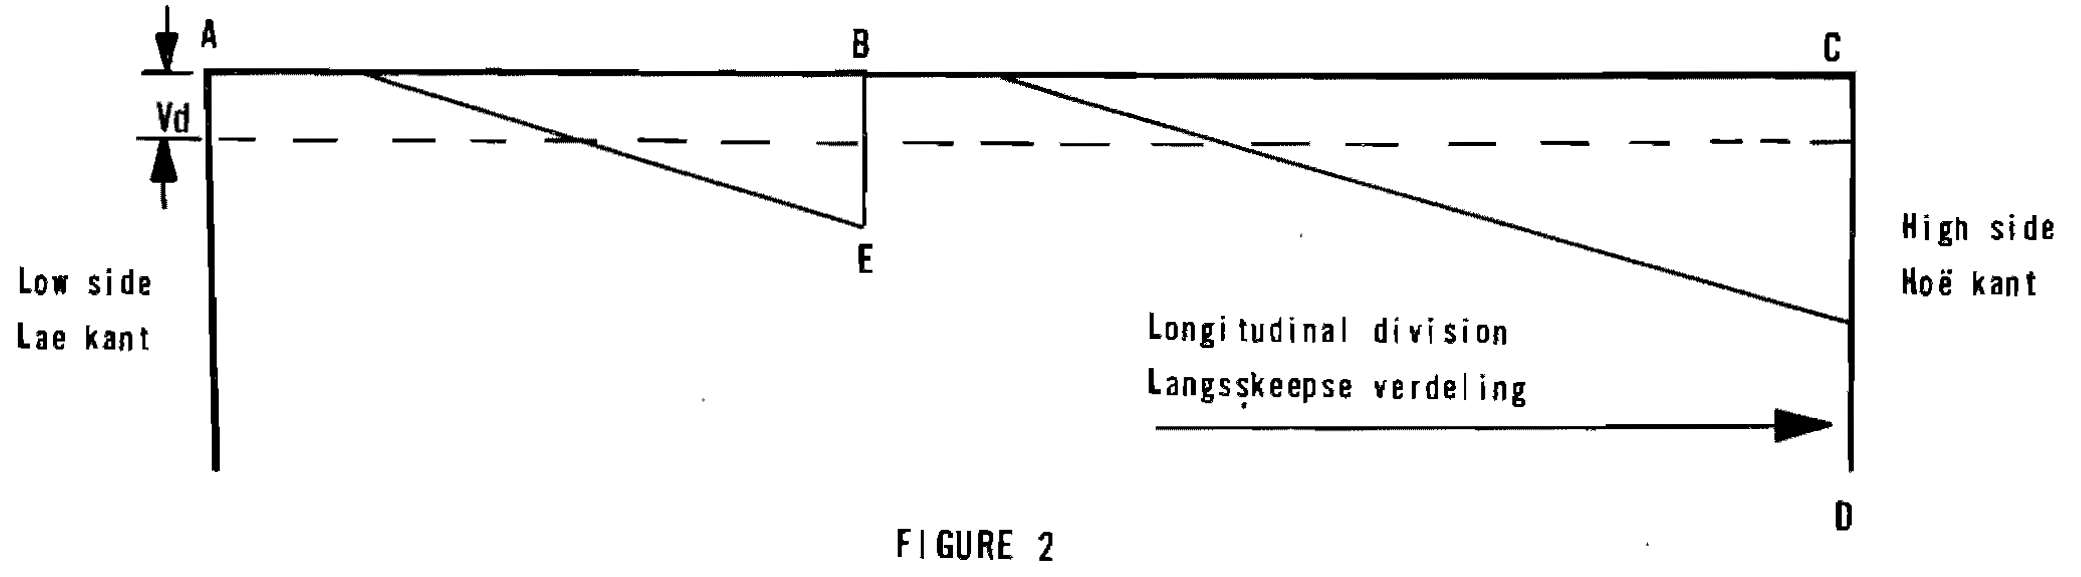 A
B
C
Vd
E
Low side
Lae kant
High side
Hoë kant
Longitudinal division
Langsskeepse verdeling
D
FIGURE 2